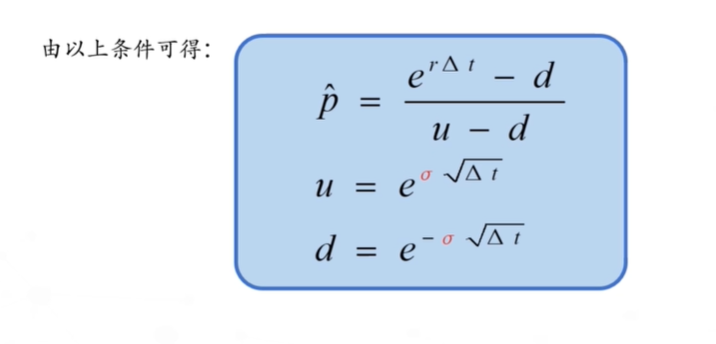 由以上条件可得：
p̂ = (e^{rΔt} − d) / (u − d)
u = e^{σ√Δt}
d = e^{−σ√Δt}